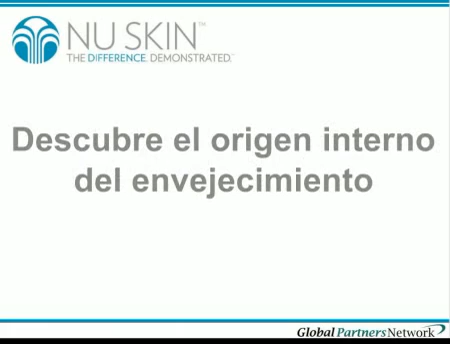 NU SKIN™
THE DIFFERENCE. DEMONSTRATED.™
Descubre el origen interno
del envejecimiento
Global Partners Network